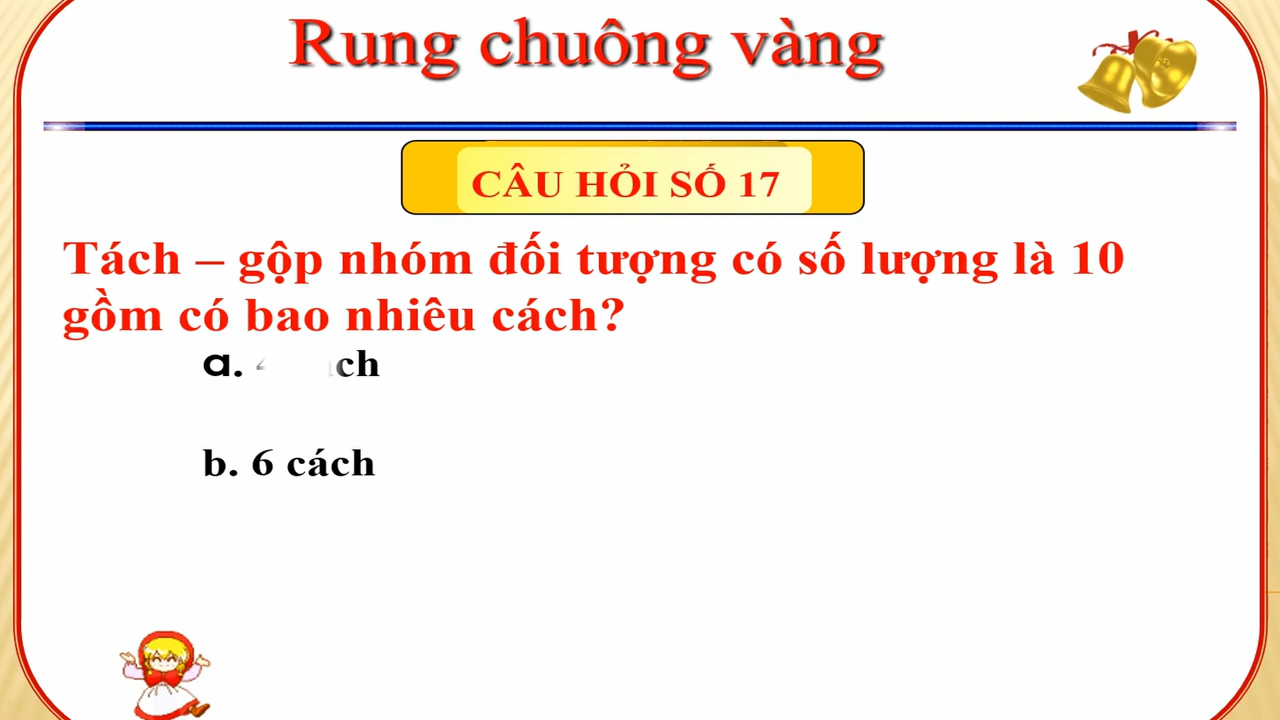 Rung chuông vàng
CÂU HỎI SỐ 17
Tách – gộp nhóm đối tượng có số lượng là 10
gồm có bao nhiêu cách?
a.
b. 6 cách